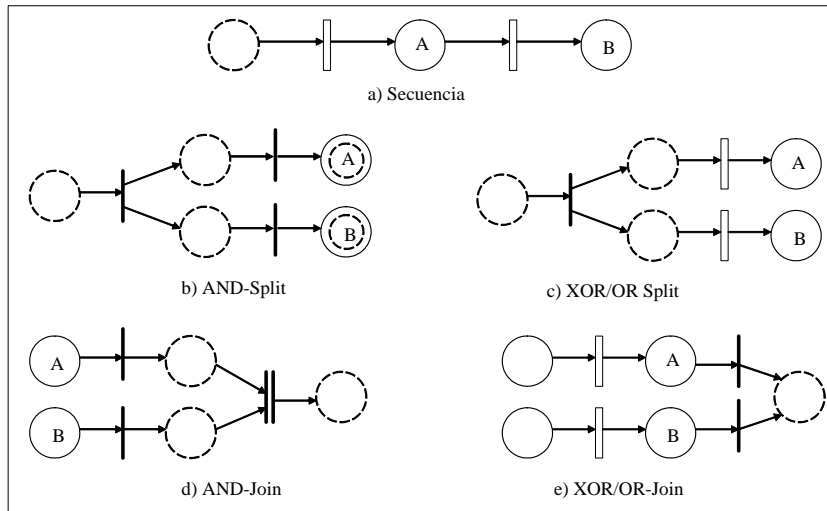 A
B
a) Secuencia
A
B
b) AND-Split
A
B
c) XOR/OR Split
A
B
d) AND-Join
A
B
e) XOR/OR-Join